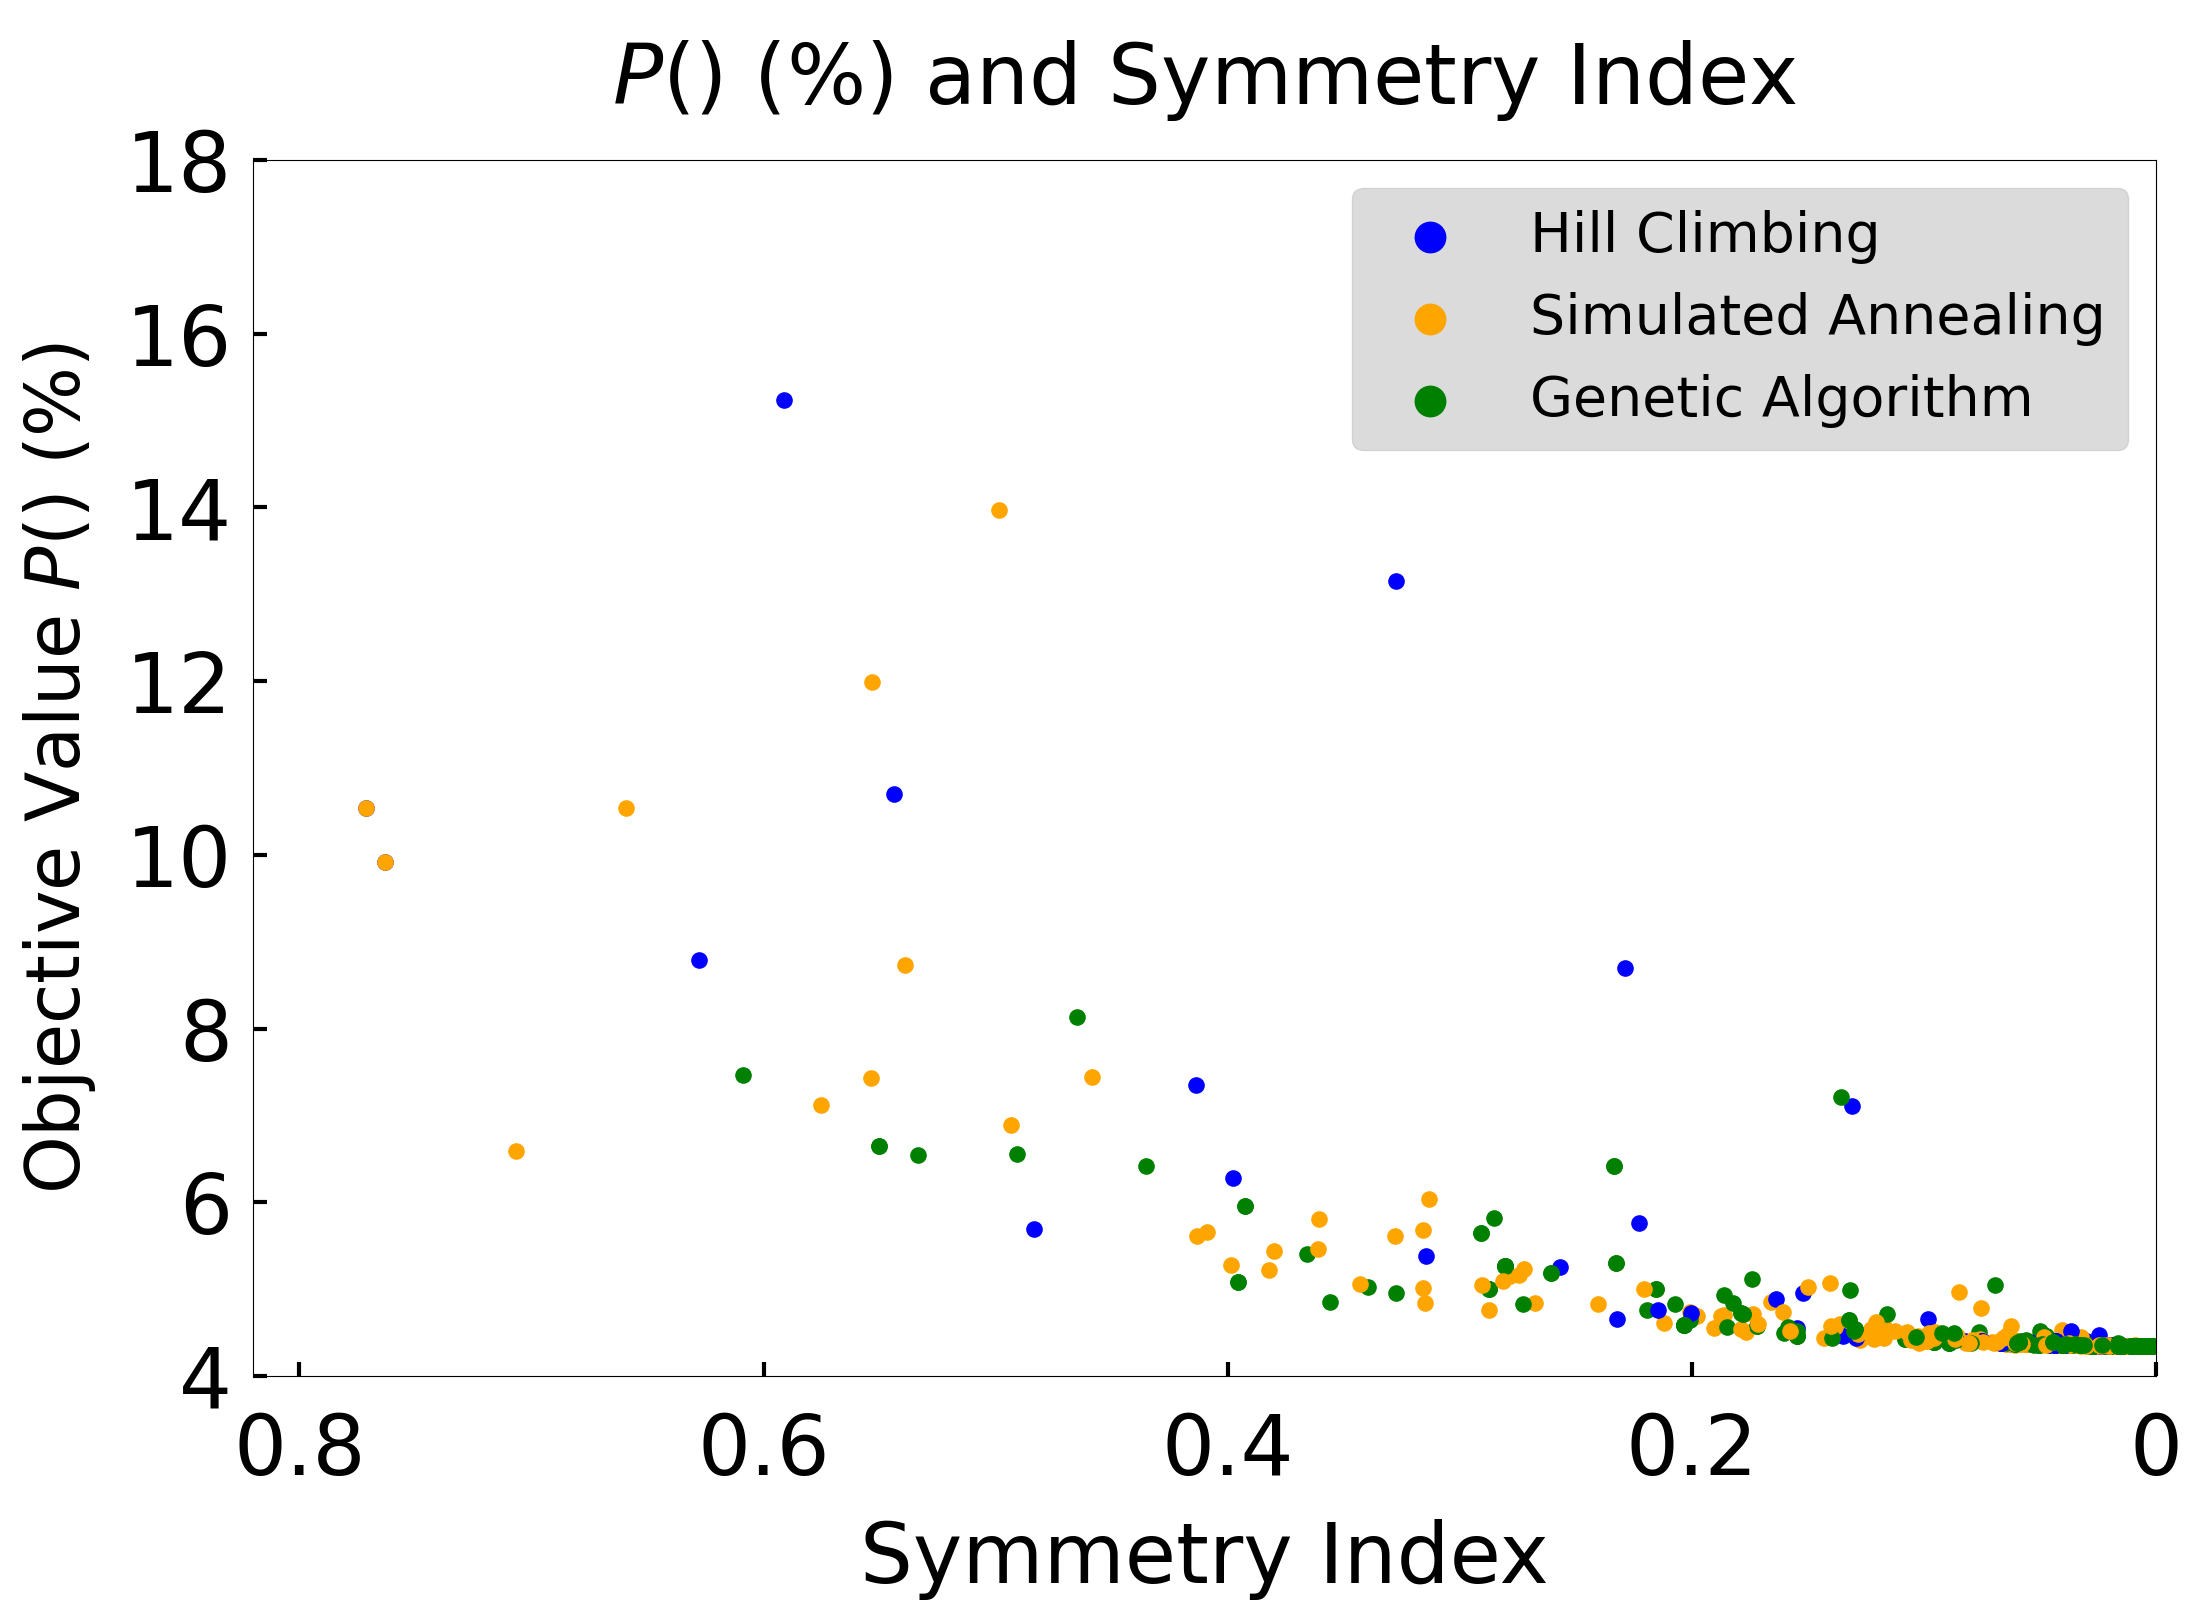 P() (%) and Symmetry Index
Hill Climbing
Simulated Annealing
Genetic Algorithm
Objective Value P() (%)
18
16
14
12
10
8
6
4
0.8 0.6 0.4 0.2 0
Symmetry Index